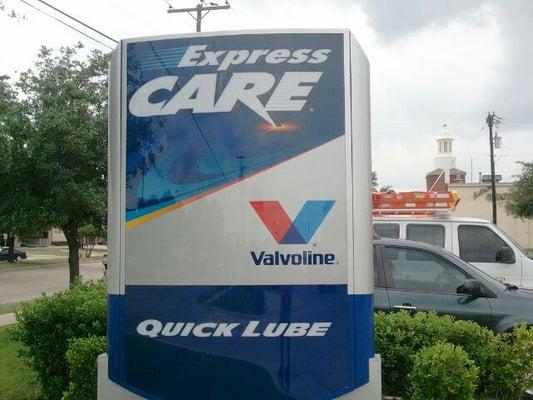 Express
CARE®
Valvoline®
QUICK LUBE